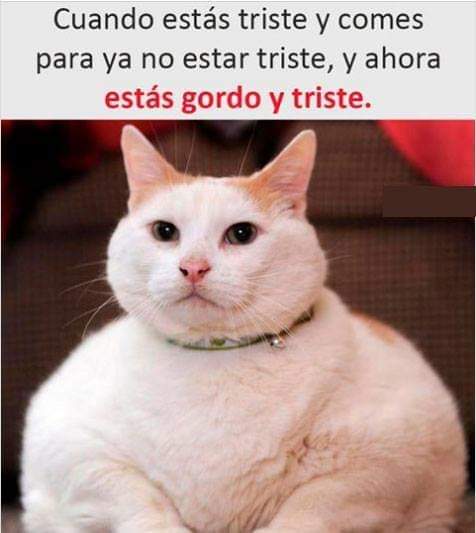 Cuando estás triste y comes
para ya no estar triste, y ahora
estás gordo y triste.